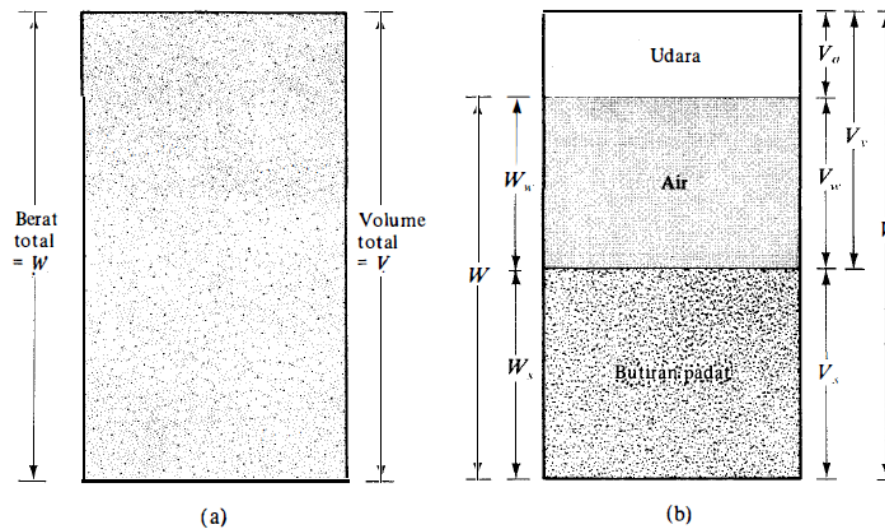 Berat
total
= W
Volume
total
= V
(a)
Udara
Air
Butiran padat
W
W_w
W_s
V_a
V_w
V_v
V_s
(b)